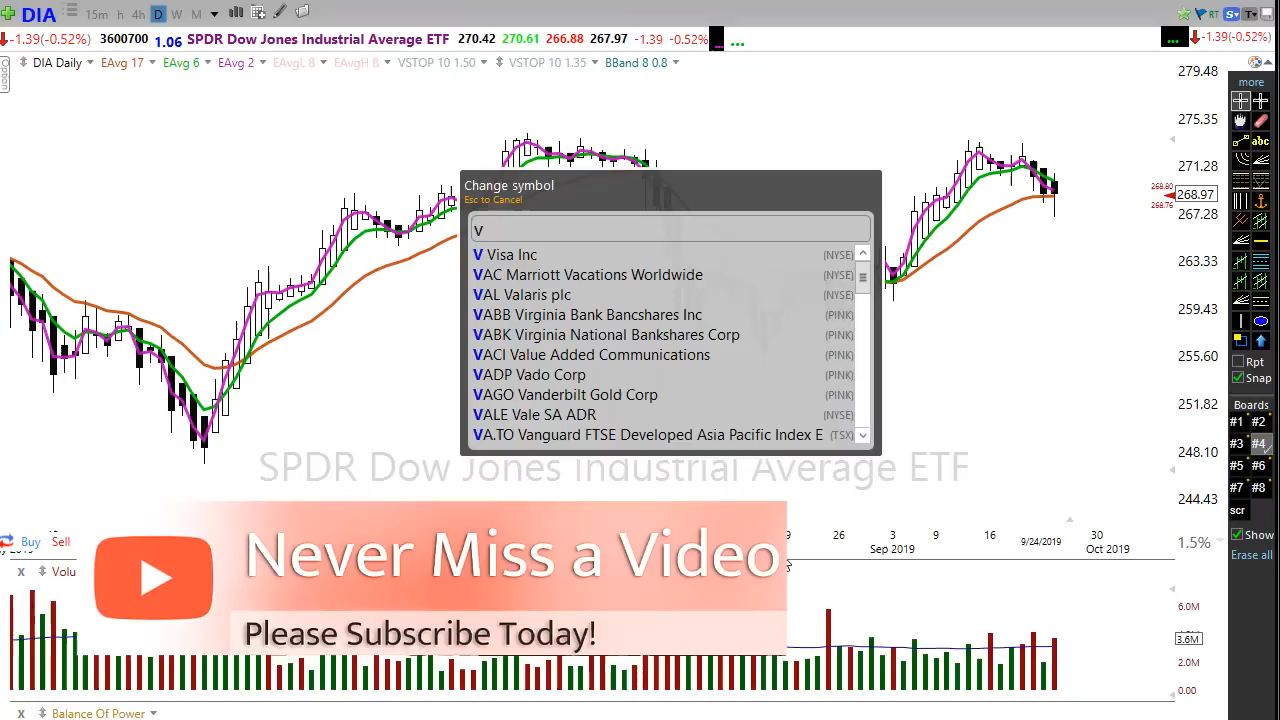 DIA 15m h 4h D W M RT S T
-1.39(-0.52%) 3600700 1.06 SPDR Dow Jones Industrial Average ETF 270.42 270.61 266.88 267.97 -1.39 -0.52% ... ... -1.39(-0.52%)
Option
DIA Daily EAvg 17 EAvg 6 EAvg 2 EAvgL 8 EAvgH 8 VSTOP 10 1.50 VSTOP 10 1.35 BBand 8 0.8
279.48
275.35
271.28
268.80
268.97
268.76
267.28
263.33
259.43
255.60
251.82
248.10
244.43
more
abc
Rpt
Snap
Boards
#1 #2
#3 #4
#5 #6
#7 #8
scr
Show
Erase all
Change symbol
Esc to Cancel
V
V Visa Inc (NYSE)
VAC Marriott Vacations Worldwide (NYSE)
VAL Valaris plc (NYSE)
VABB Virginia Bank Bancshares Inc (PINK)
VABK Virginia National Bankshares Corp (PINK)
VACI Value Added Communications (PINK)
VADP Vado Corp (PINK)
VAGO Vanderbilt Gold Corp (PINK)
VALE Vale SA ADR (NYSE)
VA.TO Vanguard FTSE Developed Asia Pacific Index E (TSX)
SPDR Dow Jones Industrial Average ETF
Never Miss a Video
Please Subscribe Today!
Buy Sell
26 3 9 16 9/24/2019 30
Sep 2019 Oct 2019
1.5%
X Volu
6.0M
3.6M
2.0M
0.00
X Balance Of Power